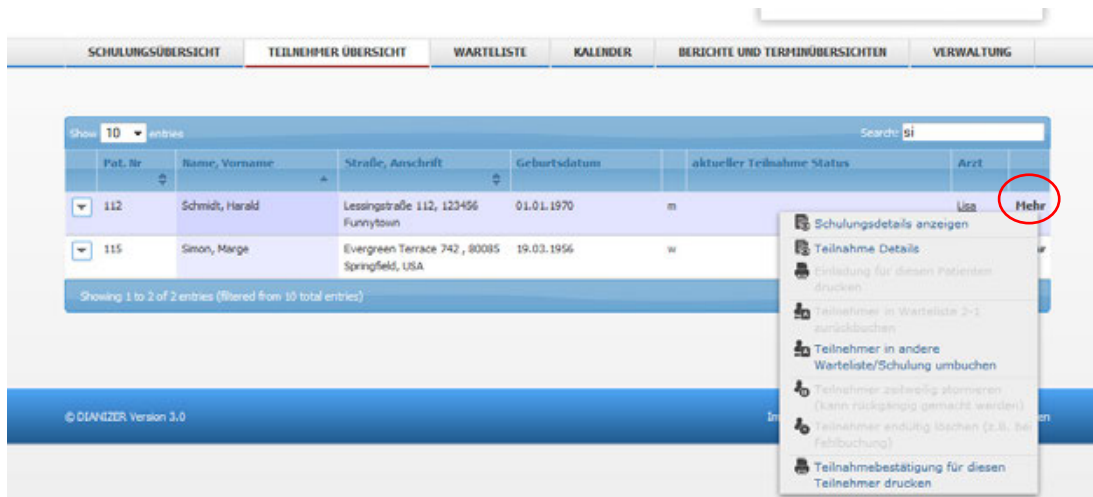 SCHULUNGSÜBERSICHT TEILNEHMER ÜBERSICHT WARTELISTE KALENDER BERICHTE UND TERMINÜBERSICHTEN VERWALTUNG
Show 10 entries Search: si
Pat. Nr Name, Vorname Straße, Anschrift Geburtsdatum aktueller Teilnahme Status Arzt
112 Schmidt, Harald Lessingstraße 112, 123456 01.01.1970 m Lisa Mehr
Funnytown
115 Simon, Marge Evergreen Terrace 742 , 80085 19.03.1956 w
Springfield, USA
Showing 1 to 2 of 2 entries (filtered from 10 total entries)
Schulungsdetails anzeigen
Teilnahme Details
Einladung für diesen Patienten
drucken
Teilnehmer in Warteliste 2-1
zurückbuchen
Teilnehmer in andere
Warteliste/Schulung umbuchen
Teilnehmer zeitweilig stornieren
(kann rückgängig gemacht werden)
Teilnehmer endültig löschen (z.B. bei
Fehlbuchung)
Teilnahmebestätigung für diesen
Teilnehmer drucken
© DIANIZER Version 3.0